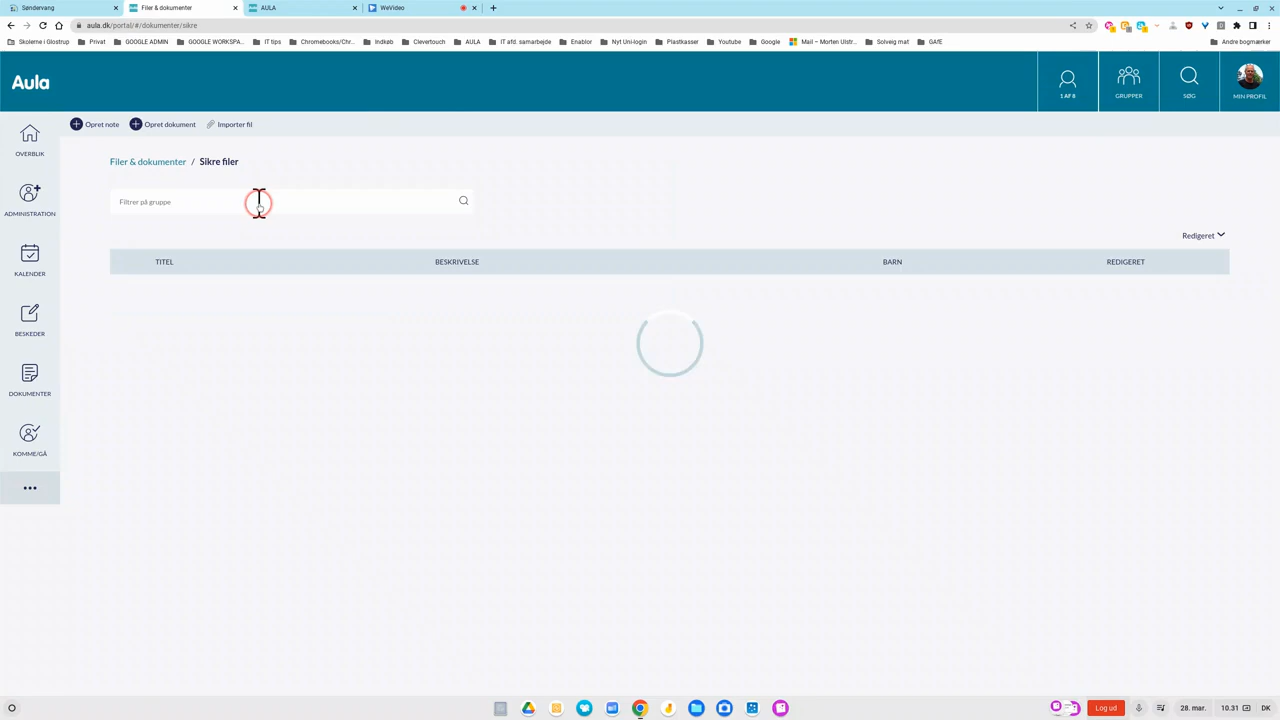 Søndervang
Filer & dokumenter
AULA
WeVideo
aula.dk/portal/#/dokumenter/sikre
Skolerne i Glostrup
Privat
GOOGLE ADMIN
GOOGLE WORKSPA...
IT tips
Chromebooks/Chr...
Indkøb
Clevertouch
AULA
IT afd. samarbejde
Enablor
Nyt Uni-login
Plastkasser
Youtube
Google
Mail – Morten Ulstr...
Solveig mat
GAfE
Andre bogmærker
Aula
1 AF 8
GRUPPER
SØG
MIN PROFIL
Opret note
Opret dokument
Importer fil
OVERBLIK
ADMINISTRATION
KALENDER
BESKEDER
DOKUMENTER
KOMME/GÅ
Filer & dokumenter / Sikre filer
Filtrer på gruppe
Redigeret
TITEL BESKRIVELSE BARN REDIGERET
Log ud
28. mar.
10.31
DK